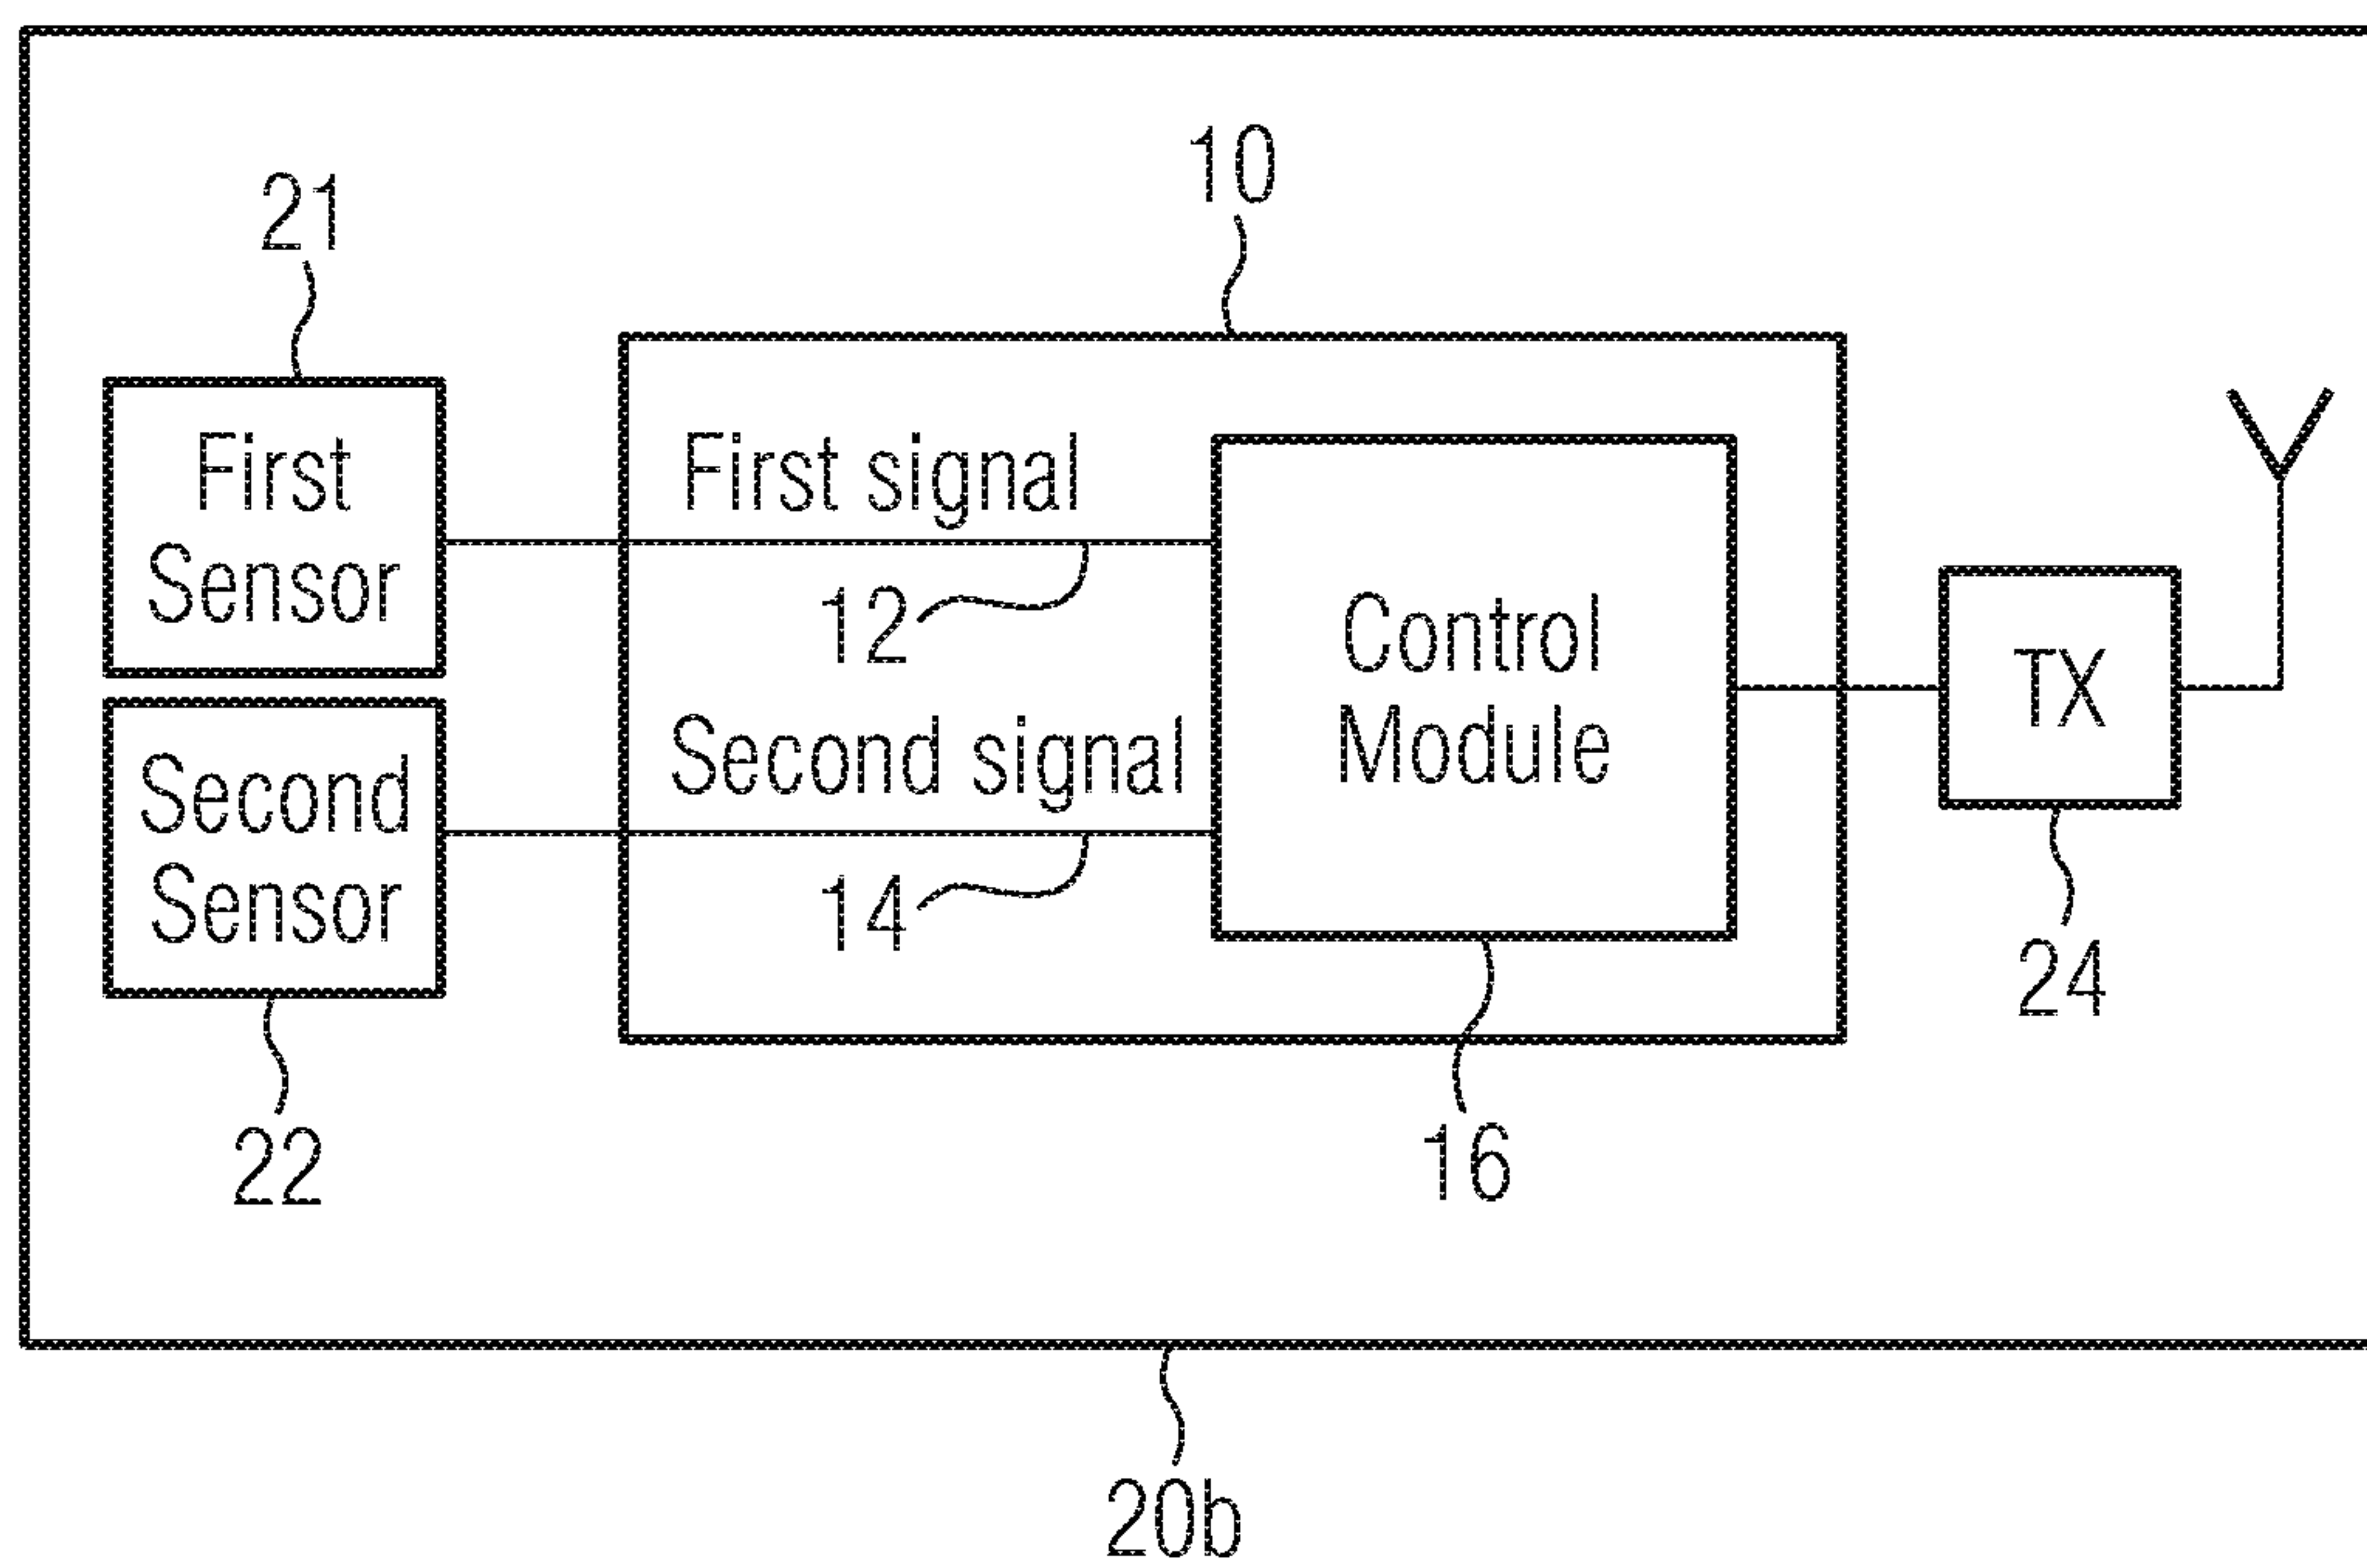 10
21
First
Sensor
First signal
12
Control
Module
TX
Second signal
Second
Sensor
14
24
22
16
20b